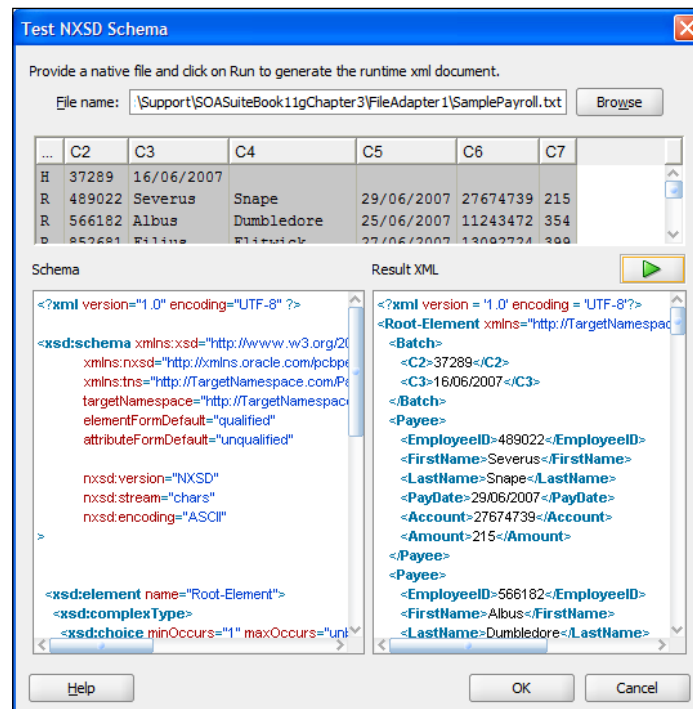 Test NXSD Schema
Provide a native file and click on Run to generate the runtime xml document.
File name: :\Support\SOASuiteBook11gChapter3\FileAdapter1\SamplePayroll.txt Browse
... C2 C3 C4 C5 C6 C7
H 37289 16/06/2007
R 489022 Severus Snape 29/06/2007 27674739 215
R 566182 Albus Dumbledore 25/06/2007 11243472 354
R 852681 Filius Flitwick 27/06/2007 13092724 399
Schema
<?xml version="1.0" encoding="UTF-8" ?>
<xsd:schema xmlns:xsd="http://www.w3.org/20
xmlns:nxsd="http://xmlns.oracle.com/pcbpe
xmlns:tns="http://TargetNamespace.com/Pa
targetNamespace="http://TargetNamespace
elementFormDefault="qualified"
attributeFormDefault="unqualified"
nxsd:version="NXSD"
nxsd:stream="chars"
nxsd:encoding="ASCII"
>
<xsd:element name="Root-Element">
<xsd:complexType>
<xsd:choice minOccurs="1" maxOccurs="unb
Result XML
<?xml version = '1.0' encoding = 'UTF-8'?>
<Root-Element xmlns="http://TargetNamespac
<Batch>
<C2>37289</C2>
<C3>16/06/2007</C3>
</Batch>
<Payee>
<EmployeeID>489022</EmployeeID>
<FirstName>Severus</FirstName>
<LastName>Snape</LastName>
<PayDate>29/06/2007</PayDate>
<Account>27674739</Account>
<Amount>215</Amount>
</Payee>
<Payee>
<EmployeeID>566182</EmployeeID>
<FirstName>Albus</FirstName>
<LastName>Dumbledore</LastName>
Help OK Cancel